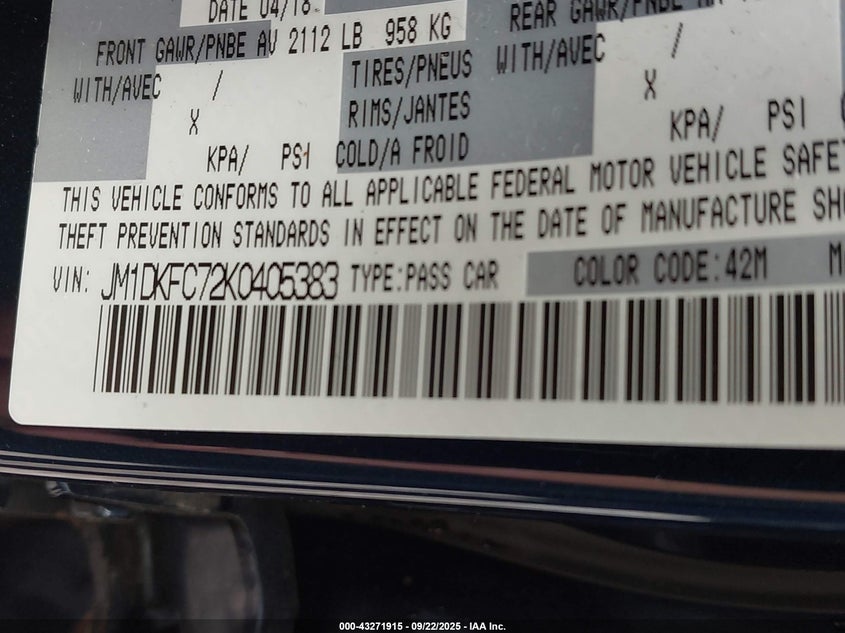 DATE 04/18
FRONT GAWR/PNBE AV 2112 LB 958 KG
REAR GAWR/PNBE
WITH/AVEC /
TIRES/PNEUS
WITH/AVEC /
X
RIMS/JANTES
X
KPA/ PSI
COLD/A FROID
KPA/ PSI
THIS VEHICLE CONFORMS TO ALL APPLICABLE FEDERAL MOTOR VEHICLE SAFET
THEFT PREVENTION STANDARDS IN EFFECT ON THE DATE OF MANUFACTURE SHO
VIN: JM1DKFC72K0405383 TYPE:PASS CAR COLOR CODE:42M M
000-43271915 - 09/22/2025 - IAA Inc.